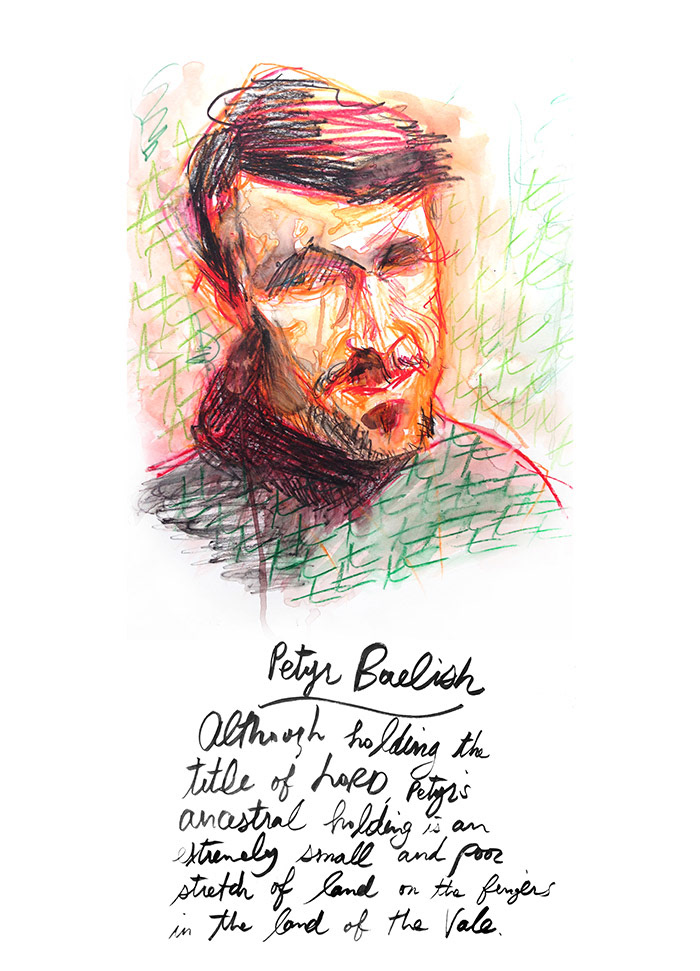 Petyr Baelish
Although holding the
title of LORD, Petyr's
ancestral holding is an
extremely small and poor
stretch of land on the fingers
in the land of the Vale.